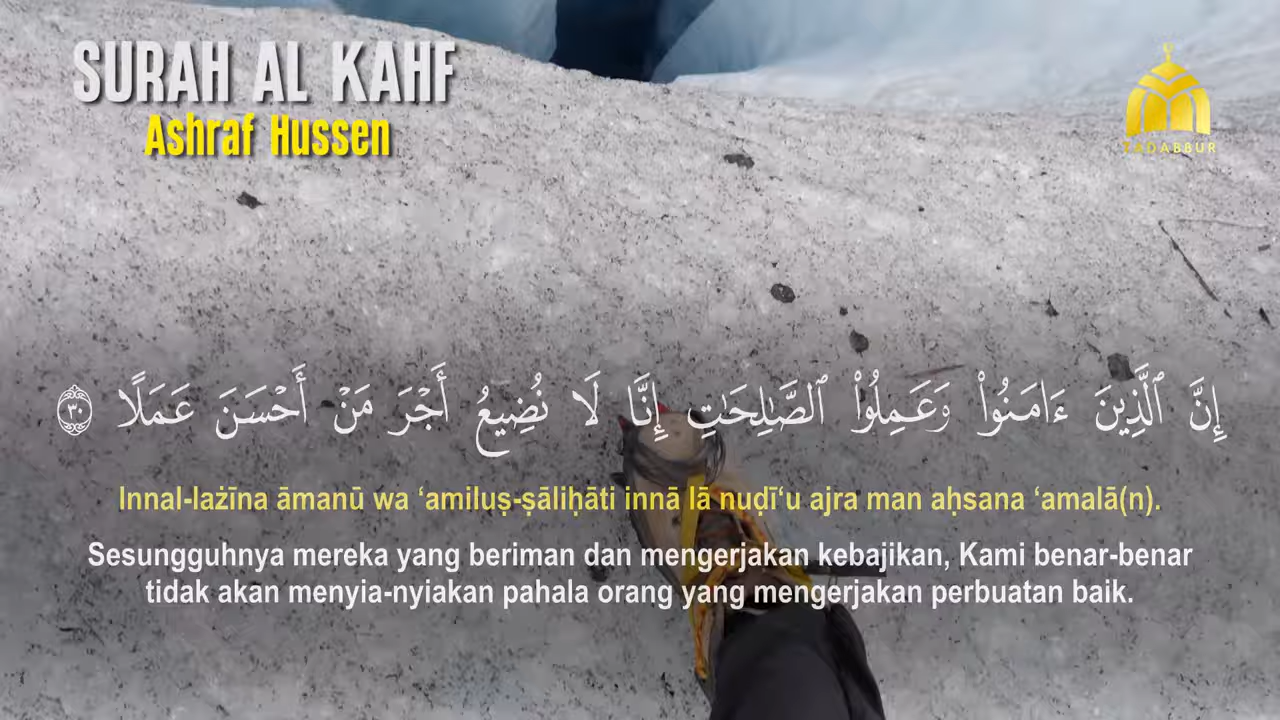 SURAH AL KAHF
Ashraf Hussen
TADABBUR
إِنَّ ٱلَّذِينَ ءَامَنُوا۟ وَعَمِلُوا۟ ٱلصَّـٰلِحَـٰتِ إِنَّا لَا نُضِيعُ أَجْرَ مَنْ أَحْسَنَ عَمَلًا ٣٠
Innal-lażīna āmanū wa ‘amiluṣ-ṣāliḥāti innā lā nuḍī‘u ajra man aḥsana ‘amalā(n).
Sesungguhnya mereka yang beriman dan mengerjakan kebajikan, Kami benar-benar
tidak akan menyia-nyiakan pahala orang yang mengerjakan perbuatan baik.